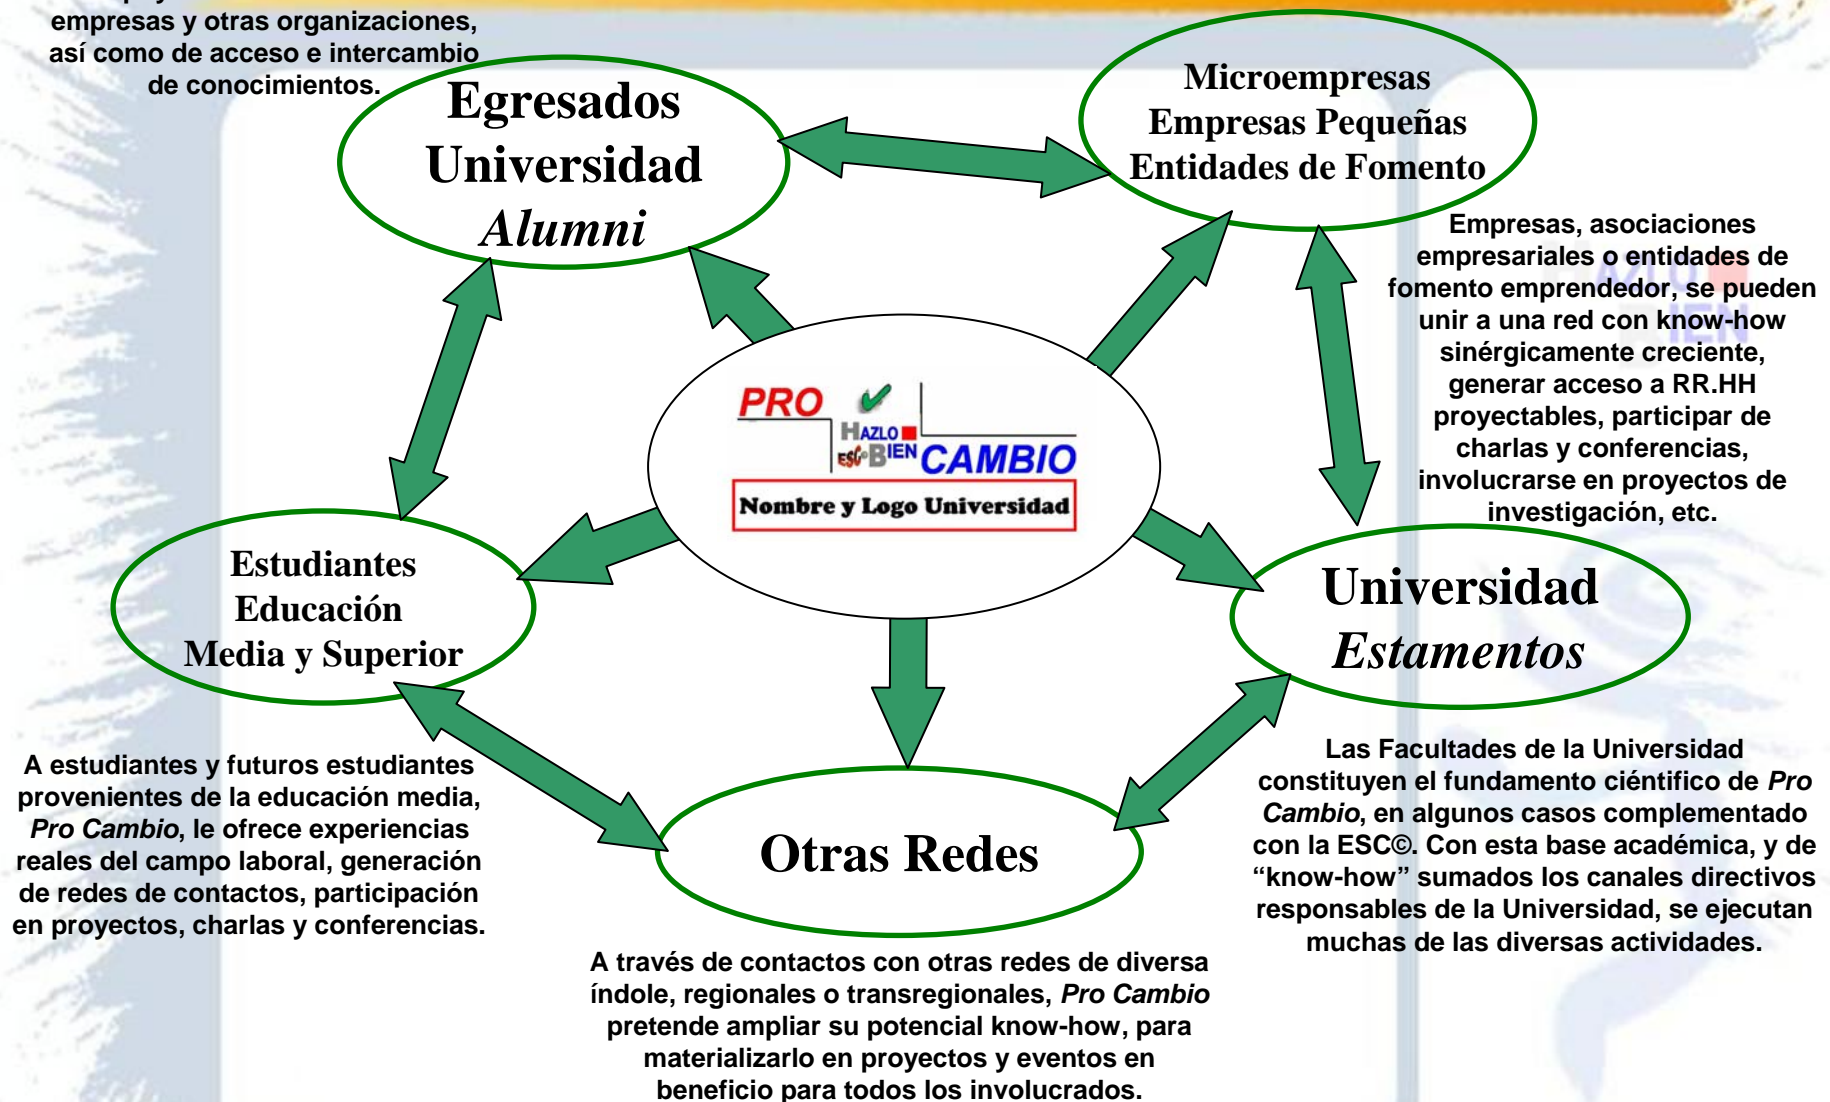 empresas y otras organizaciones,
así como de acceso e intercambio
de conocimientos.
Egresados
Universidad
Alumni
Microempresas
Empresas Pequeñas
Entidades de Fomento
Empresas, asociaciones
empresariales o entidades de
fomento emprendedor, se pueden
unir a una red con know-how
sinérgicamente creciente,
generar acceso a RR.HH
proyectables, participar de
charlas y conferencias,
involucrarse en proyectos de
investigación, etc.
HAZLO
BIEN
PRO
HAZLO
ESC BIEN
CAMBIO
Nombre y Logo Universidad
Estudiantes
Educación
Media y Superior
Universidad
Estamentos
A estudiantes y futuros estudiantes
provenientes de la educación media,
Pro Cambio, le ofrece experiencias
reales del campo laboral, generación
de redes de contactos, participación
en proyectos, charlas y conferencias.
Otras Redes
Las Facultades de la Universidad
constituyen el fundamento ciéntifico de Pro
Cambio, en algunos casos complementado
con la ESC©. Con esta base académica, y de
“know-how” sumados los canales directivos
responsables de la Universidad, se ejecutan
muchas de las diversas actividades.
A través de contactos con otras redes de diversa
índole, regionales o transregionales, Pro Cambio
pretende ampliar su potencial know-how, para
materializarlo en proyectos y eventos en
beneficio para todos los involucrados.